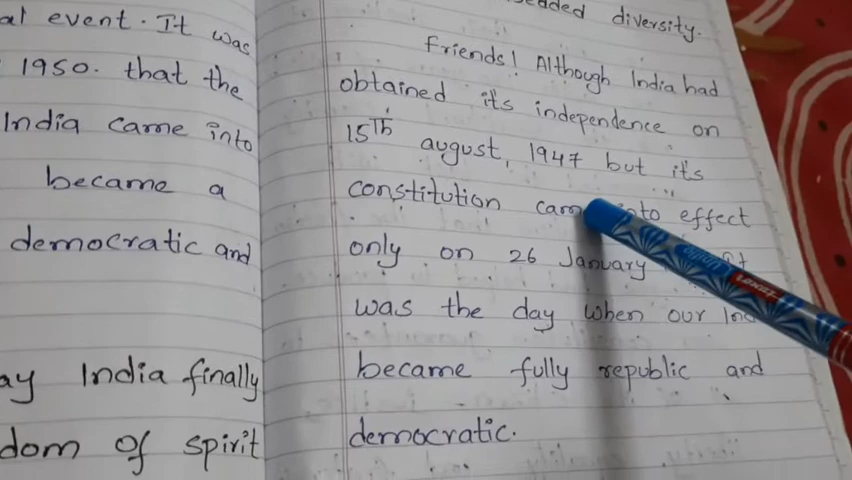 al event. It was
1950. that the
India came into
became a
democratic and
ay India finally
dom of spirit
diversity.
Friends! Although India had
obtained its independence on
15Th august, 1947 but its
constitution into effect
only on 26 January
was the day when our
became fully republic and
democratic.